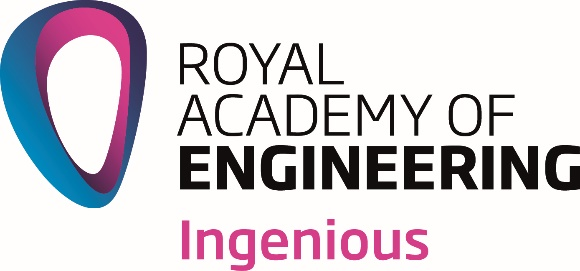 ROYAL
ACADEMY OF
ENGINEERING
Ingenious